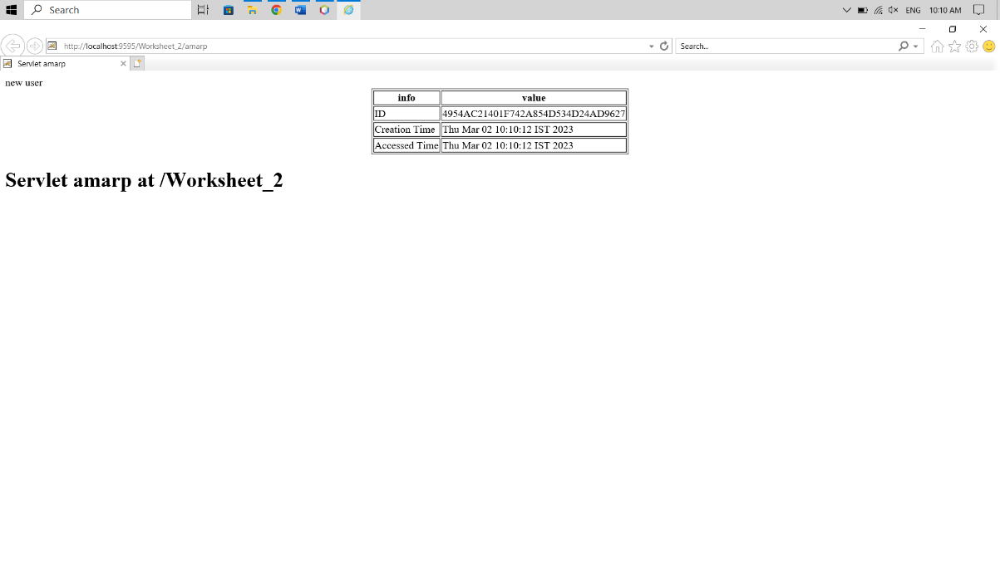 Search
ENG 10:10 AM
http://localhost:9595/Worksheet_2/amarp
Search...
Servlet amarp
new user
info value
ID 4954AC21401F742A854D534D24AD9627
Creation Time Thu Mar 02 10:10:12 IST 2023
Accessed Time Thu Mar 02 10:10:12 IST 2023
Servlet amarp at /Worksheet_2